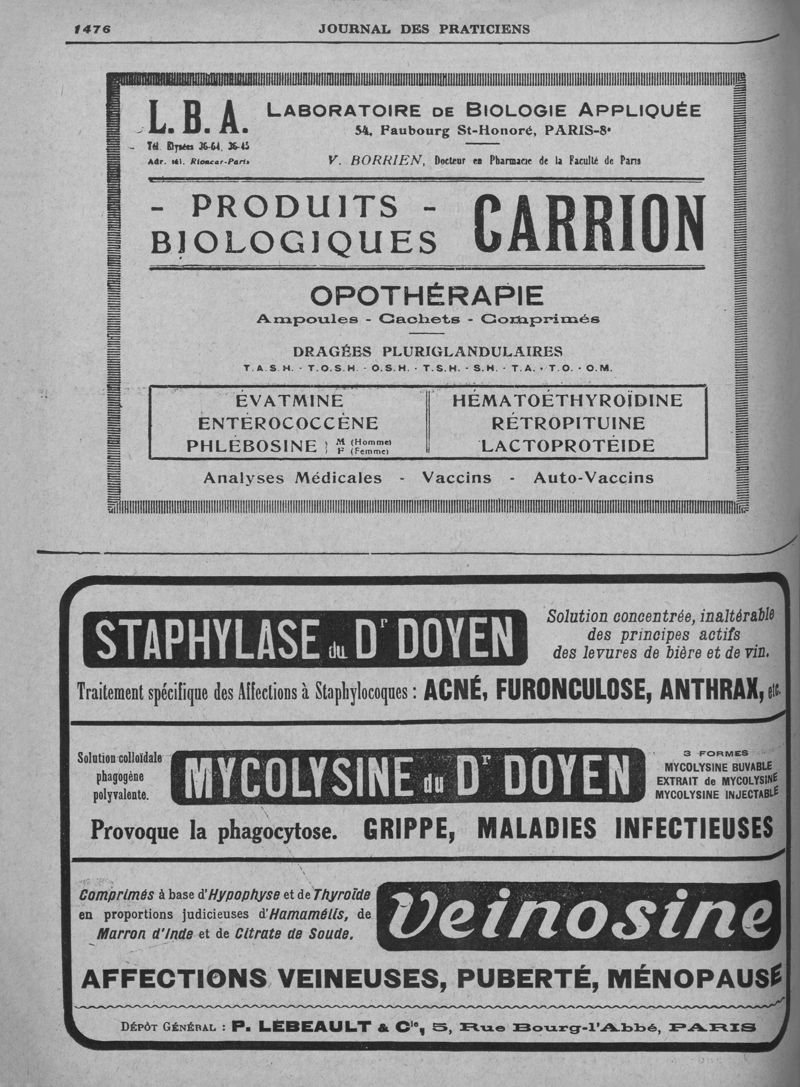 1476 JOURNAL DES PRATICIENS
L. B. A.
Tél. Elysées 36-64, 36-45
Adr. tél. Rioncar-Paris
LABORATOIRE DE BIOLOGIE APPLIQUÉE
54, Faubourg St-Honoré, PARIS-8e
V. BORRIEN, Docteur en Pharmacie de la Faculté de Paris
- PRODUITS -
BIOLOGIQUES
CARRION
OPOTHÉRAPIE
Ampoules - Cachets - Comprimés
DRAGÉES PLURIGLANDULAIRES
T.A.S.H. - T.O.S.H. - O.S.H. - T.S.H. - S.H. - T.A. - T.O. - O.M.
ÉVATMINE
ENTÉROCOCCÈNE
PHLÉBOSINE } M (Homme)
F (Femme)
HÉMATOÉTHYROÏDINE
RÉTROPITUINE
LACTOPROTÉIDE
Analyses Médicales - Vaccins - Auto-Vaccins
STAPHYLASE du Dr DOYEN
Solution concentrée, inaltérable
des principes actifs
des levures de bière et de vin.
Traitement spécifique des Affections à Staphylocoques : ACNÉ, FURONCULOSE, ANTHRAX, etc.
Solution colloïdale
phagogène
polyvalente.
MYCOLYSINE du Dr DOYEN
3 FORMES
MYCOLYSINE BUVABLE
EXTRAIT de MYCOLYSINE
MYCOLYSINE INJECTABLE
Provoque la phagocytose. GRIPPE, MALADIES INFECTIEUSES
Comprimés à base d'Hypophyse et de Thyroïde
en proportions judicieuses d'Hamamélis, de
Marron d'Inde et de Citrate de Soude.
Veinosine
AFFECTIONS VEINEUSES, PUBERTÉ, MÉNOPAUSE
DÉPÔT GÉNÉRAL : P. LEBEAULT & Cie, 5, Rue Bourg-l'Abbé, PARIS